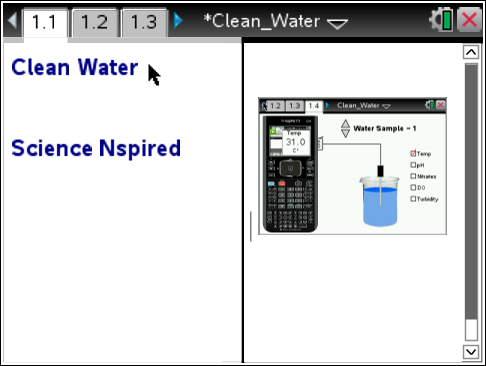 1.1 1.2 1.3 *Clean_Water
Clean Water
Science Nspired
1.2 1.3 1.4 Clean_Water
Water Sample = 1
Temp
31.0
C°
Temp
pH
Nitrates
DO
Turbidity